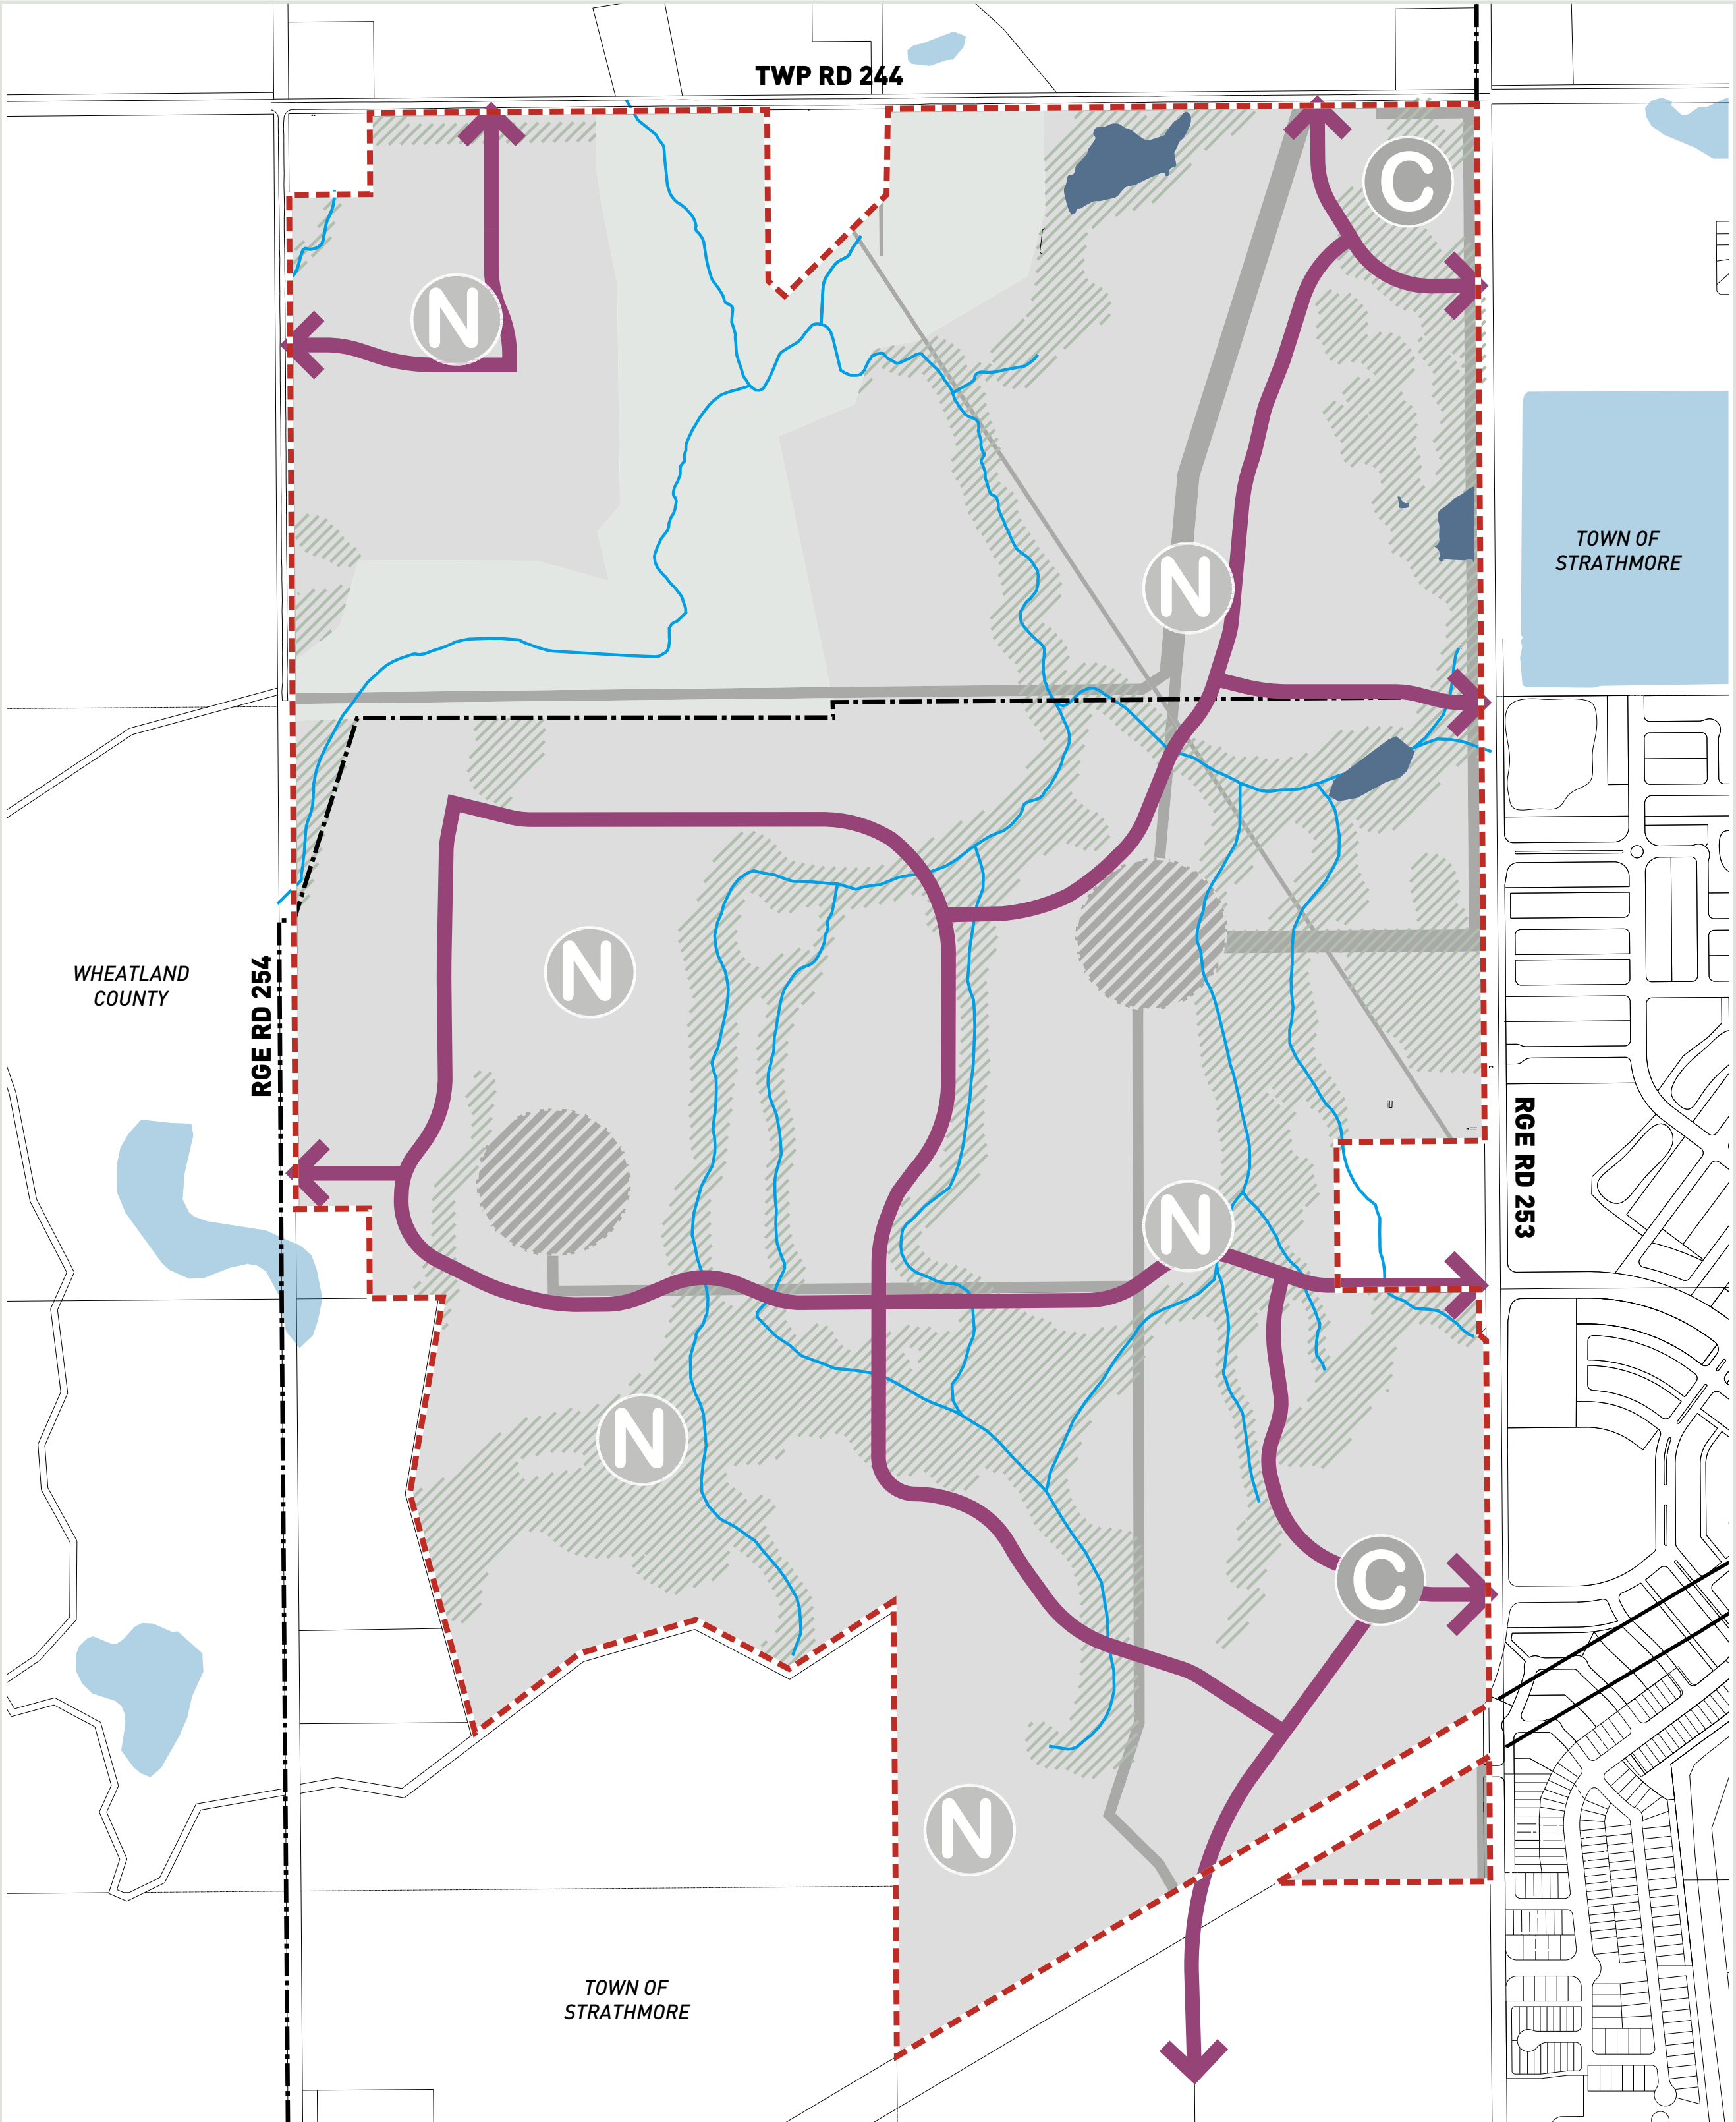 TWP RD 244
C
N
TOWN OF
STRATHMORE
N
WHEATLAND
COUNTY
RGE RD 254
N
RGE RD 253
N
N
C
N
TOWN OF
STRATHMORE